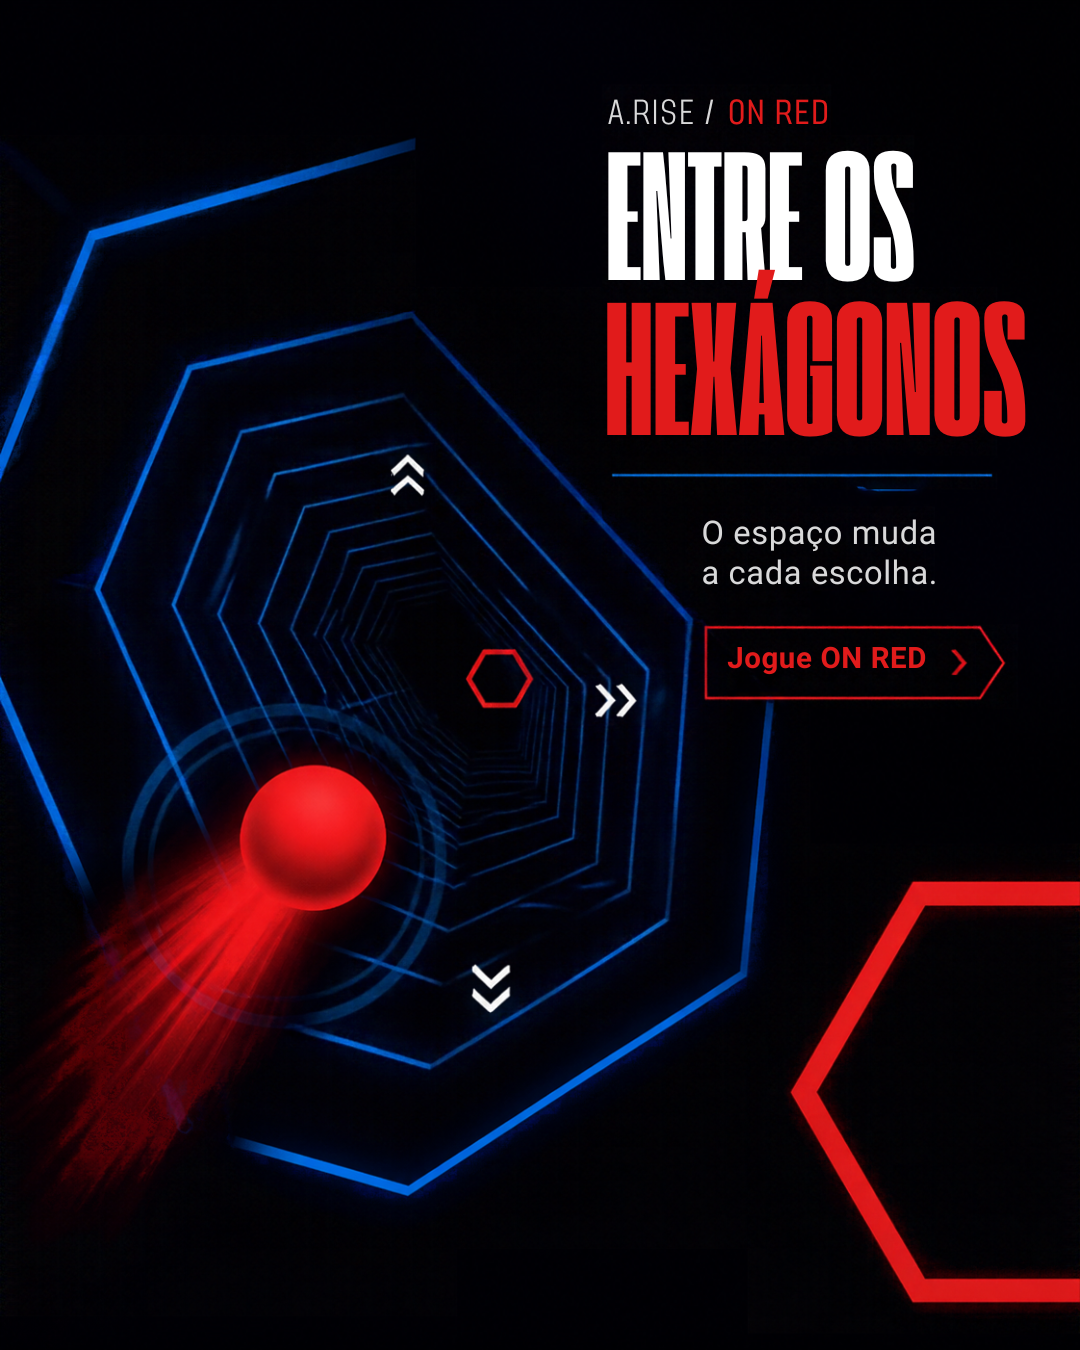 A.RISE / ON RED
ENTRE OS
HEXÁGONOS
O espaço muda
a cada escolha.
Jogue ON RED